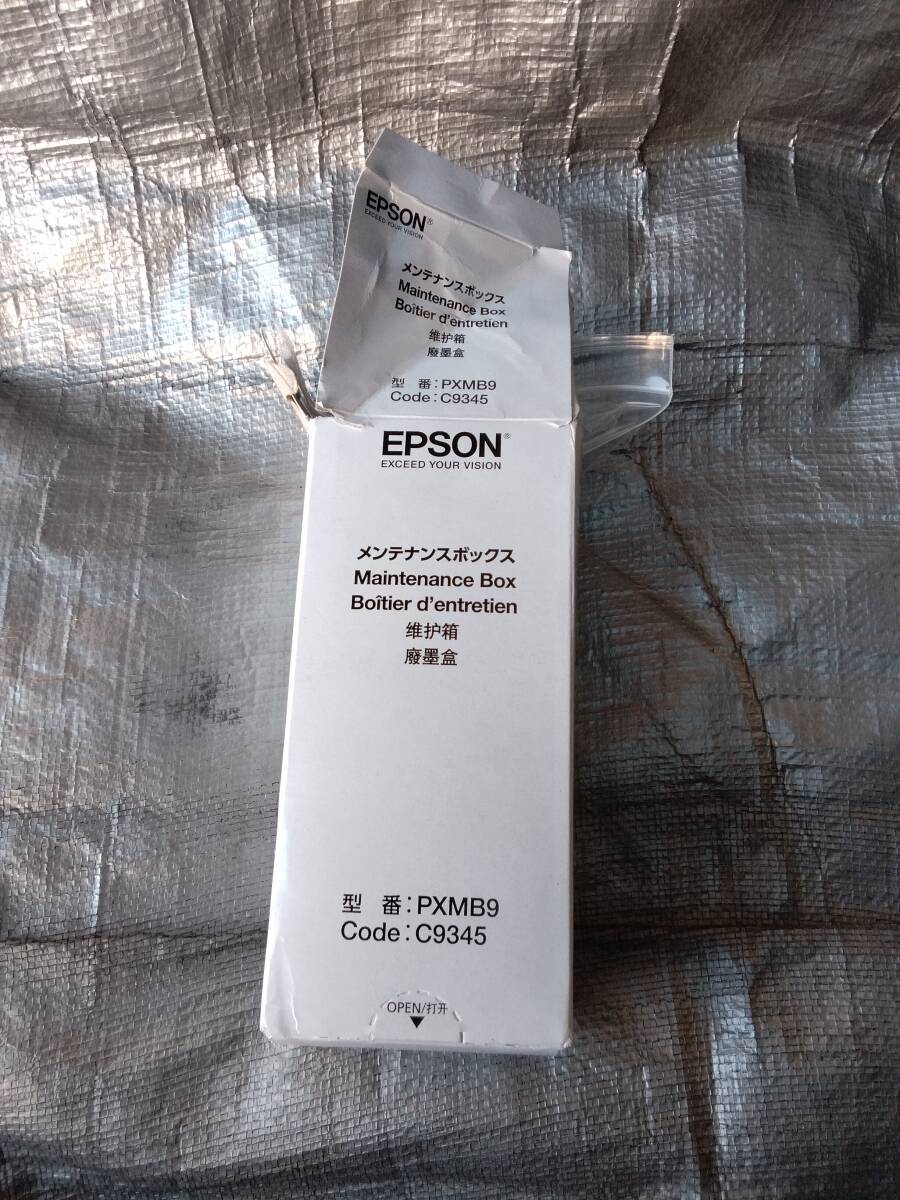 EPSON®
EXCEED YOUR VISION
メンテナンスボックス
Maintenance Box
Boîtier d'entretien
维护箱
廢墨盒
型 番:PXMB9
Code:C9345
EPSON®
EXCEED YOUR VISION
メンテナンスボックス
Maintenance Box
Boîtier d'entretien
维护箱
廢墨盒
型 番:PXMB9
Code:C9345
OPEN/打开